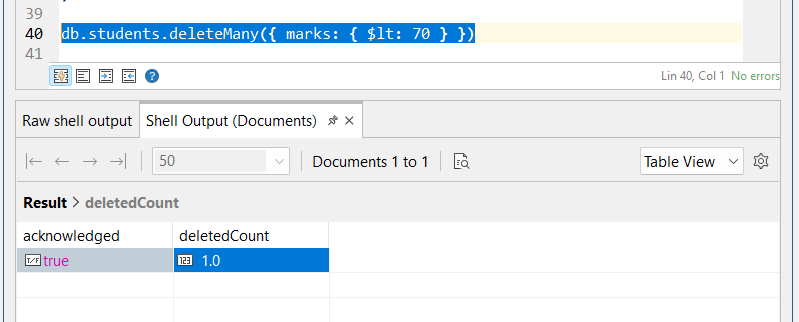 39
40 db.students.deleteMany({ marks: { $lt: 70 } })
41
Lin 40, Col 1 No errors
Raw shell output Shell Output (Documents)
50 Documents 1 to 1 Table View
Result > deletedCount
acknowledged deletedCount
T/F true 123 1.0